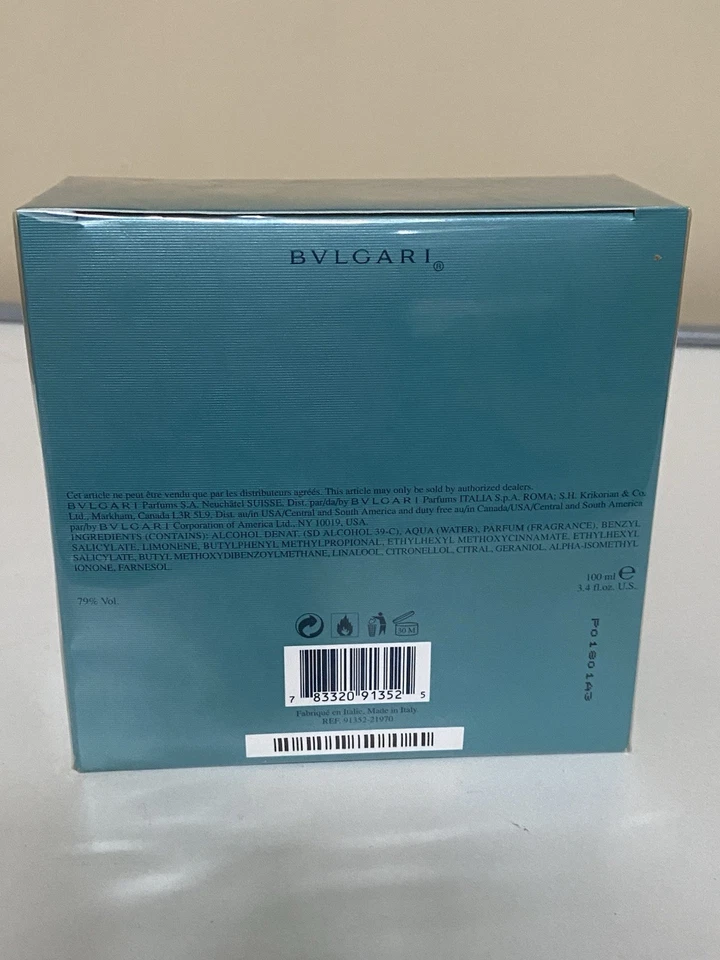 BVLGARI®
Cet article ne peut être vendu que par les distributeurs agréés. This article may only be sold by authorized dealers.
BVLGARI Parfums S.A. Neuchâtel SUISSE. Dist. par/da/by BVLGARI Parfums ITALIA S.p.A. ROMA; S.H. Krikorian & Co.
Ltd., Markham, Canada L3R 5L9. Dist. au/in USA/Central and South America and duty free au/in Canada/USA/Central and South America
par/by BVLGARI Corporation of America Ltd., NY 10019, USA.
INGREDIENTS (CONTAINS): ALCOHOL DENAT. (SD ALCOHOL 39-C), AQUA (WATER), PARFUM (FRAGRANCE), BENZYL
SALICYLATE, LIMONENE, BUTYLPHENYL METHYLPROPIONAL, ETHYLHEXYL METHOXYCINNAMATE, ETHYLHEXYL
SALICYLATE, BUTYL METHOXYDIBENZOYLMETHANE, LINALOOL, CITRONELLOL, CITRAL, GERANIOL, ALPHA-ISOMETHYL
IONONE, FARNESOL.
100 ml ℮
3.4 fl.oz. U.S.
79% Vol.
30 M
7 83320 91352 5
Fabriqué en Italie. Made in Italy
REF. 91352-21970
P01801A3